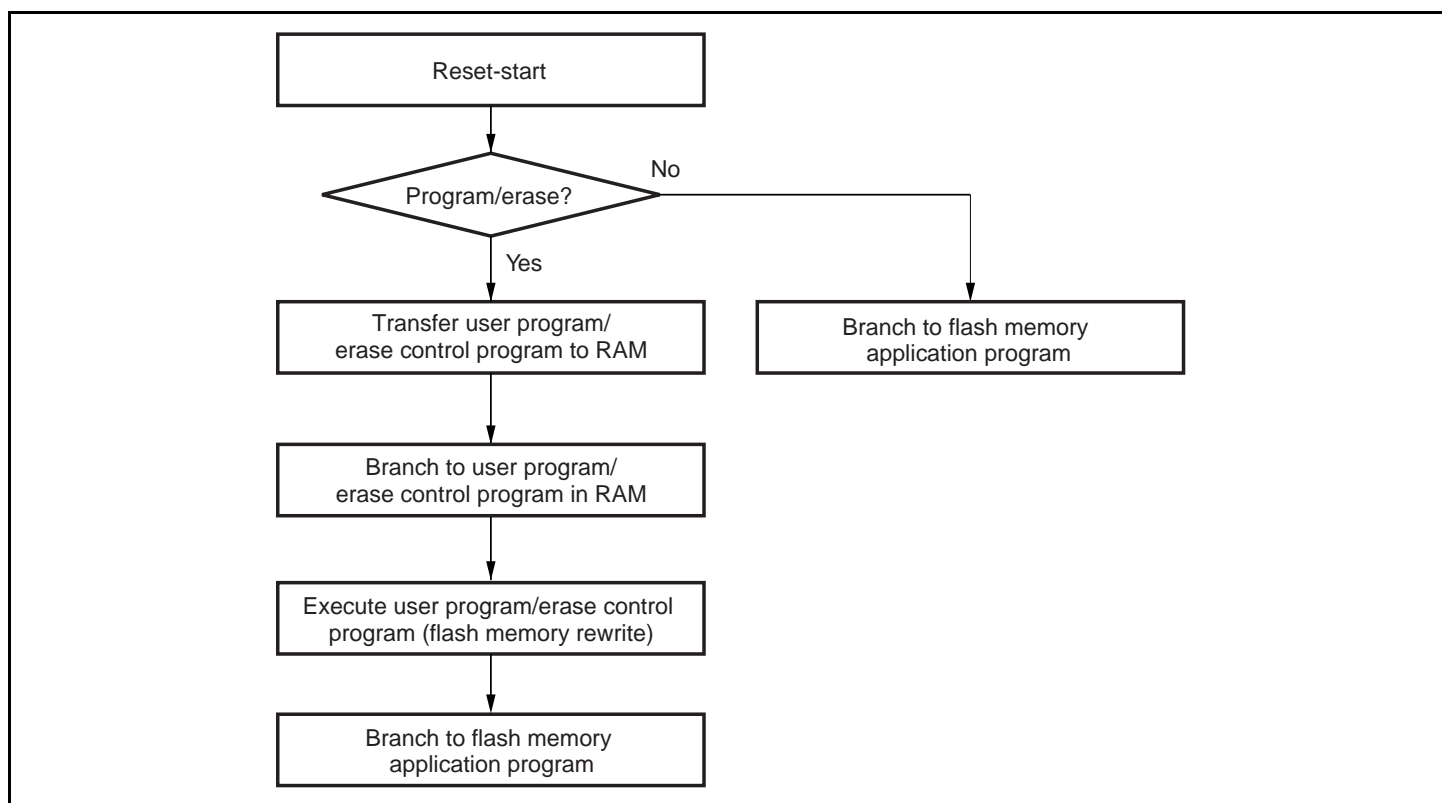 Reset-start
Program/erase?
No
Yes
Transfer user program/
erase control program to RAM
Branch to flash memory
application program
Branch to user program/
erase control program in RAM
Execute user program/erase control
program (flash memory rewrite)
Branch to flash memory
application program